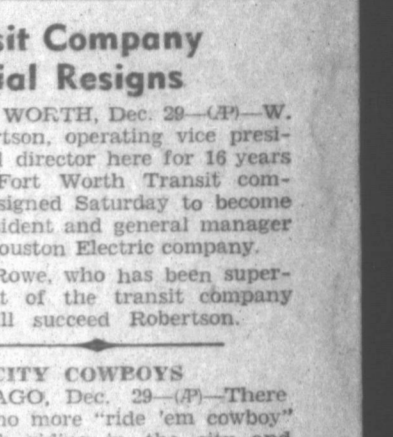 sit Company
ial Resigns
WORTH, Dec. 29—(AP)—W.
rtson, operating vice presi-
l director here for 16 years
Fort Worth Transit com-
signed Saturday to become
ident and general manager
ouston Electric company.
Rowe, who has been super-
t of the transit company
ll succeed Robertson.
CITY COWBOYS
AGO, Dec. 29—(AP)—There
no more "ride 'em cowboy"